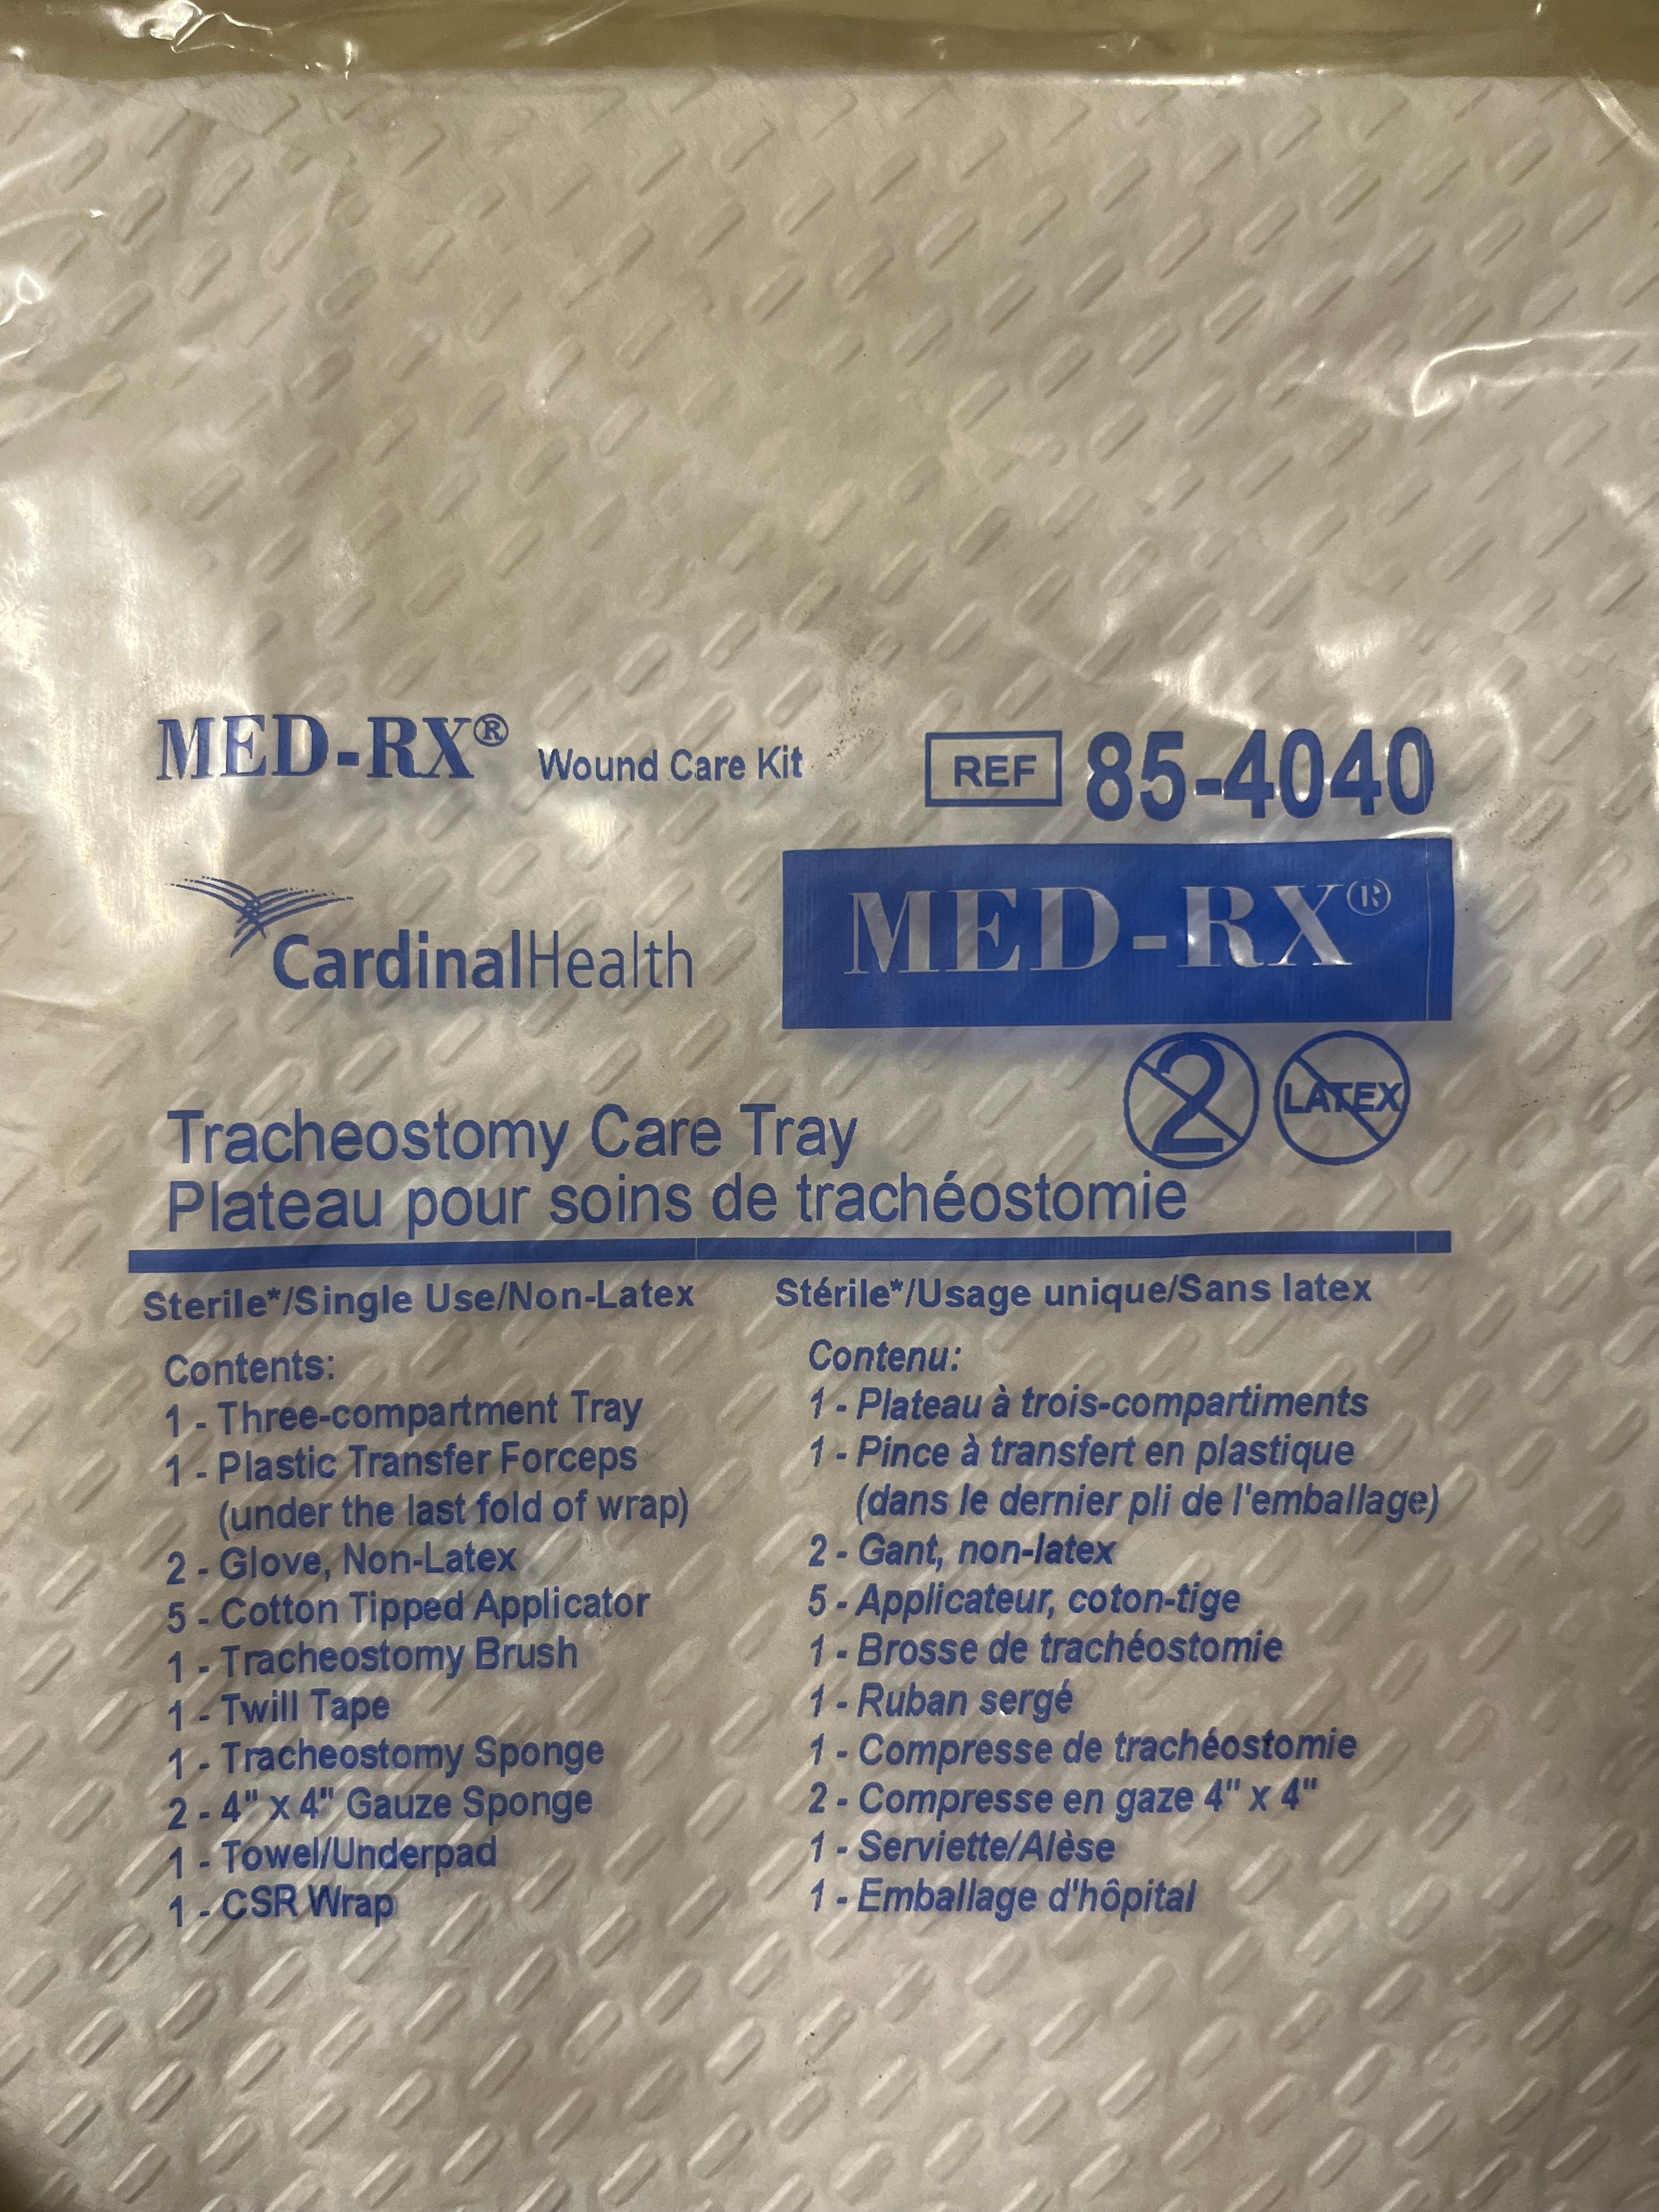 MED-RX® Wound Care Kit
REF 85-4040
CardinalHealth
MED-RX®
2
LATEX
Tracheostomy Care Tray
Plateau pour soins de trachéostomie
Sterile*/Single Use/Non-Latex
Contents:
1 - Three-compartment Tray
1 - Plastic Transfer Forceps
(under the last fold of wrap)
2 - Glove, Non-Latex
5 - Cotton Tipped Applicator
1 - Tracheostomy Brush
1 - Twill Tape
1 - Tracheostomy Sponge
2 - 4" x 4" Gauze Sponge
1 - Towel/Underpad
1 - CSR Wrap
Stérile*/Usage unique/Sans latex
Contenu:
1 - Plateau à trois-compartiments
1 - Pince à transfert en plastique
(dans le dernier pli de l'emballage)
2 - Gant, non-latex
5 - Applicateur, coton-tige
1 - Brosse de trachéostomie
1 - Ruban sergé
1 - Compresse de trachéostomie
2 - Compresse en gaze 4" x 4"
1 - Serviette/Alèse
1 - Emballage d'hôpital